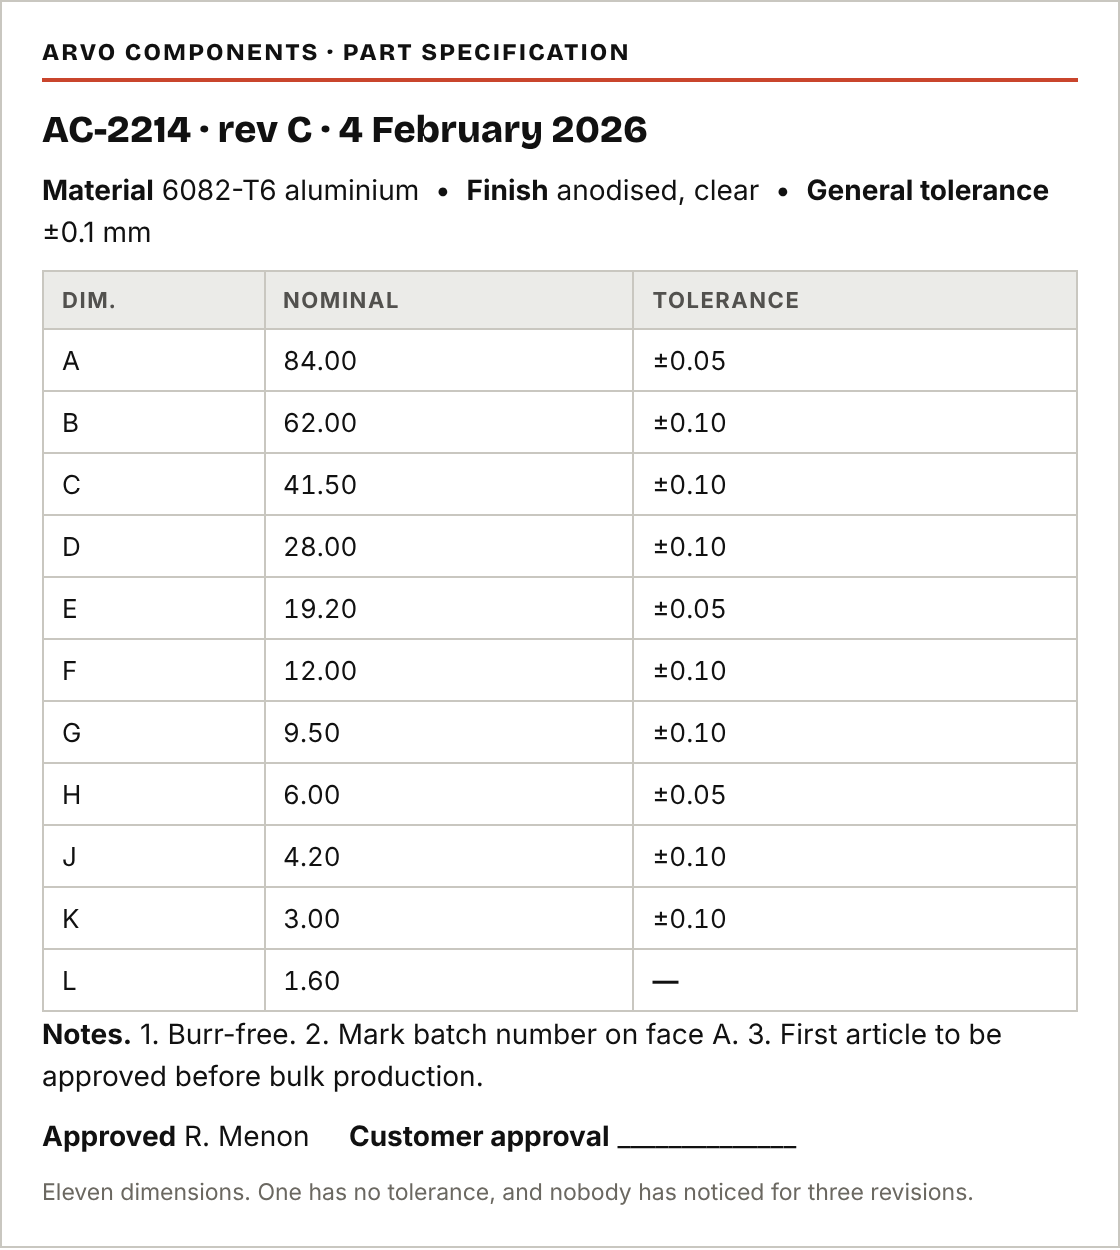 ARVO COMPONENTS · PART SPECIFICATION
AC-2214 · rev C · 4 February 2026
Material 6082-T6 aluminium • Finish anodised, clear • General tolerance
±0.1 mm
DIM. NOMINAL TOLERANCE
A 84.00 ±0.05
B 62.00 ±0.10
C 41.50 ±0.10
D 28.00 ±0.10
E 19.20 ±0.05
F 12.00 ±0.10
G 9.50 ±0.10
H 6.00 ±0.05
J 4.20 ±0.10
K 3.00 ±0.10
L 1.60 —
Notes. 1. Burr-free. 2. Mark batch number on face A. 3. First article to be
approved before bulk production.
Approved R. Menon Customer approval ______________
Eleven dimensions. One has no tolerance, and nobody has noticed for three revisions.